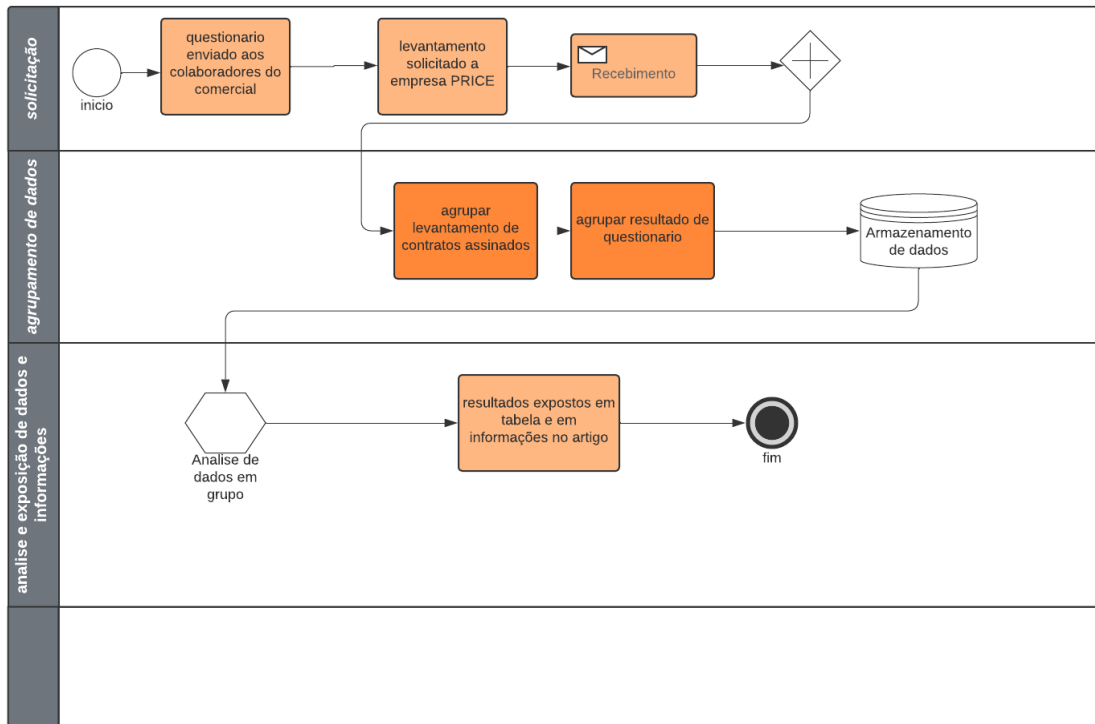 solicitação
inicio
questionario
enviado aos
colaboradores do
comercial
levantamento
solicitado a
empresa PRICE
Recebimento
agrupamento de dados
agrupar
levantamento de
contratos assinados
agrupar resultado de
questionario
Armazenamento
de dados
analise e exposição de dados e
informações
Analise de
dados em
grupo
resultados expostos em
tabela e em
informações no artigo
fim